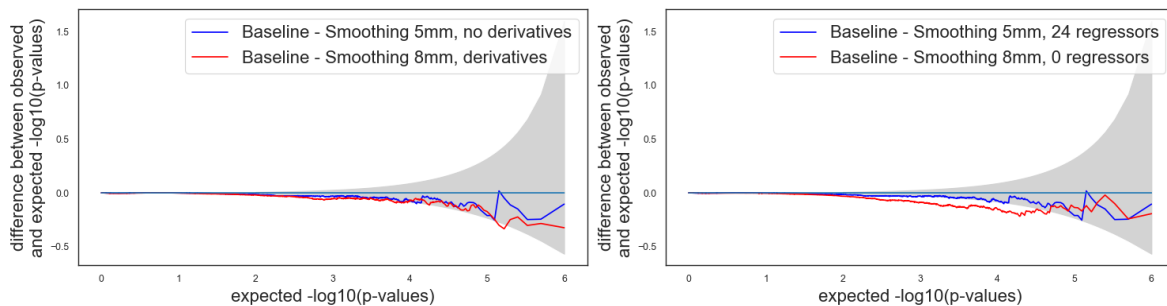 difference between observed
and expected -log10(p-values)
1.5
1.0
0.5
0.0
−0.5
Baseline - Smoothing 5mm, no derivatives
Baseline - Smoothing 8mm, derivatives
0 1 2 3 4 5 6
expected -log10(p-values)
difference between observed
and expected -log10(p-values)
1.5
1.0
0.5
0.0
−0.5
Baseline - Smoothing 5mm, 24 regressors
Baseline - Smoothing 8mm, 0 regressors
0 1 2 3 4 5 6
expected -log10(p-values)